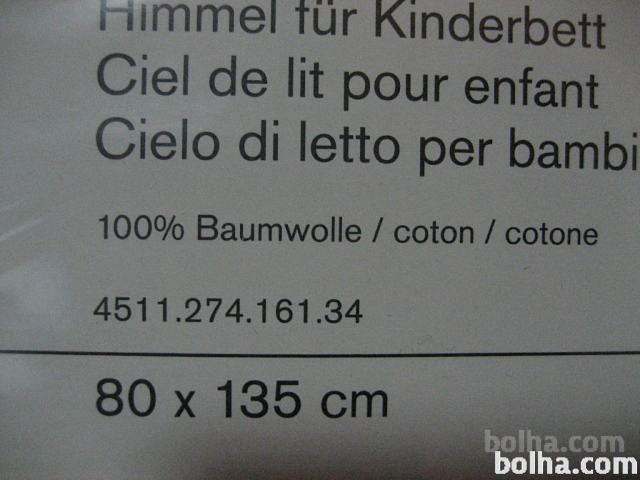 Himmel für Kinderbett
Ciel de lit pour enfant
Cielo di letto per bambi
100% Baumwolle / coton / cotone
4511.274.161.34
80 x 135 cm
bolha.com
bolha.com